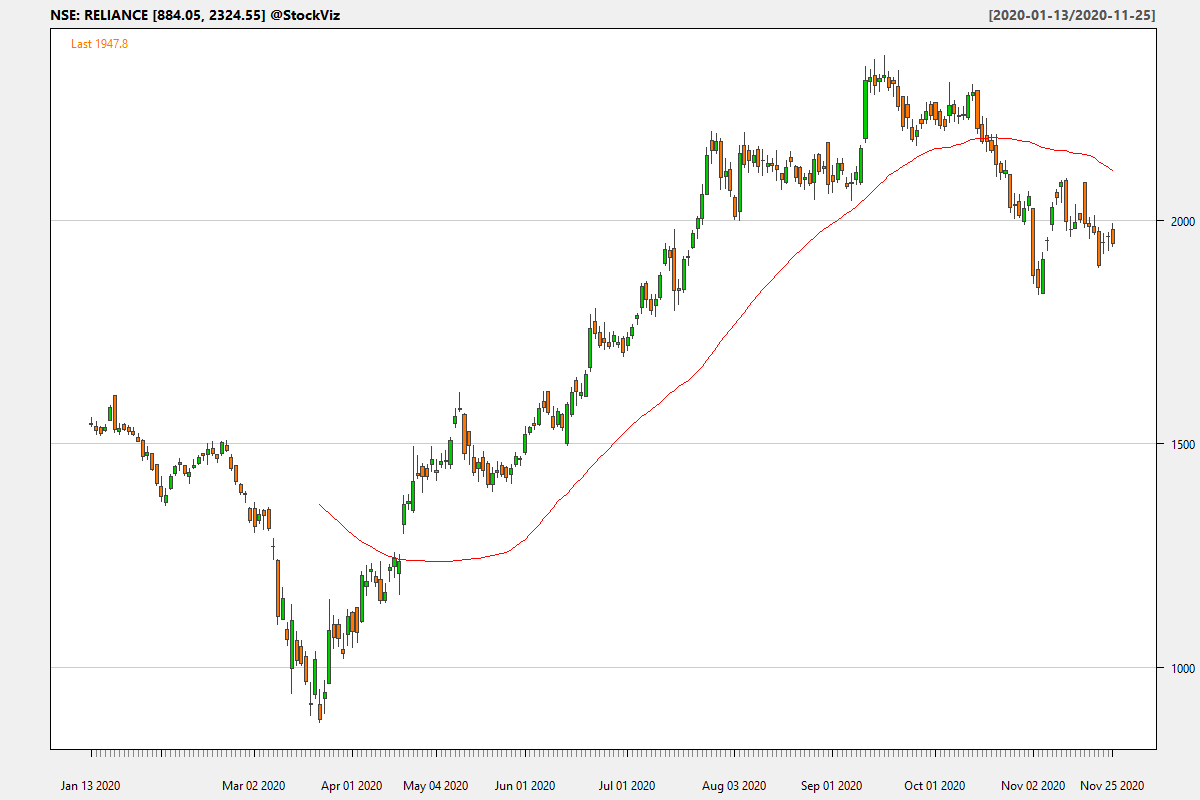 NSE: RELIANCE [884.05, 2324.55] @StockViz [2020-01-13/2020-11-25]
Last 1947.8
2000
1500
1000
Jan 13 2020 Mar 02 2020 Apr 01 2020 May 04 2020 Jun 01 2020 Jul 01 2020 Aug 03 2020 Sep 01 2020 Oct 01 2020 Nov 02 2020 Nov 25 2020